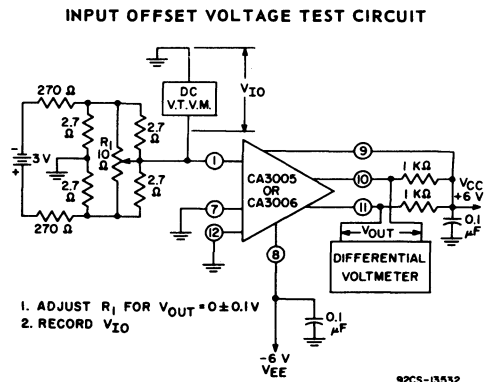 INPUT OFFSET VOLTAGE TEST CIRCUIT
270 Ω
2.7 Ω
R1
10 Ω
2.7 Ω
- 3V +
2.7 Ω
2.7 Ω
270 Ω
DC
V.T.V.M.
VIO
1
7
12
CA3005
OR
CA3006
8
9
10
11
1 KΩ
1 KΩ
VCC
+6 V
0.1
μF
VOUT
DIFFERENTIAL
VOLTMETER
0.1
μF
-6 V
VEE
1. ADJUST R1 FOR VOUT = 0 ± 0.1V
2. RECORD VIO
92CS-13532